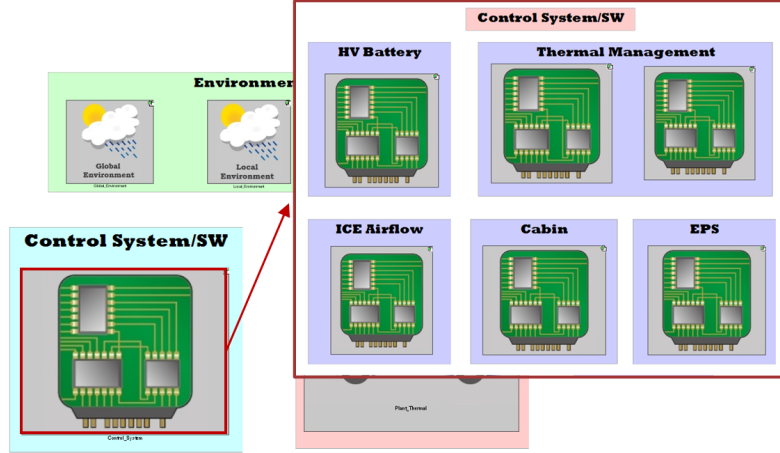 Control System/SW
HV Battery
Thermal Management
Environmen
Global
Environment
Global_Environment
Local
Environment
Local_Environment
ICE Airflow
Cabin
EPS
Control System/SW
Control_System
Plant_Thermal